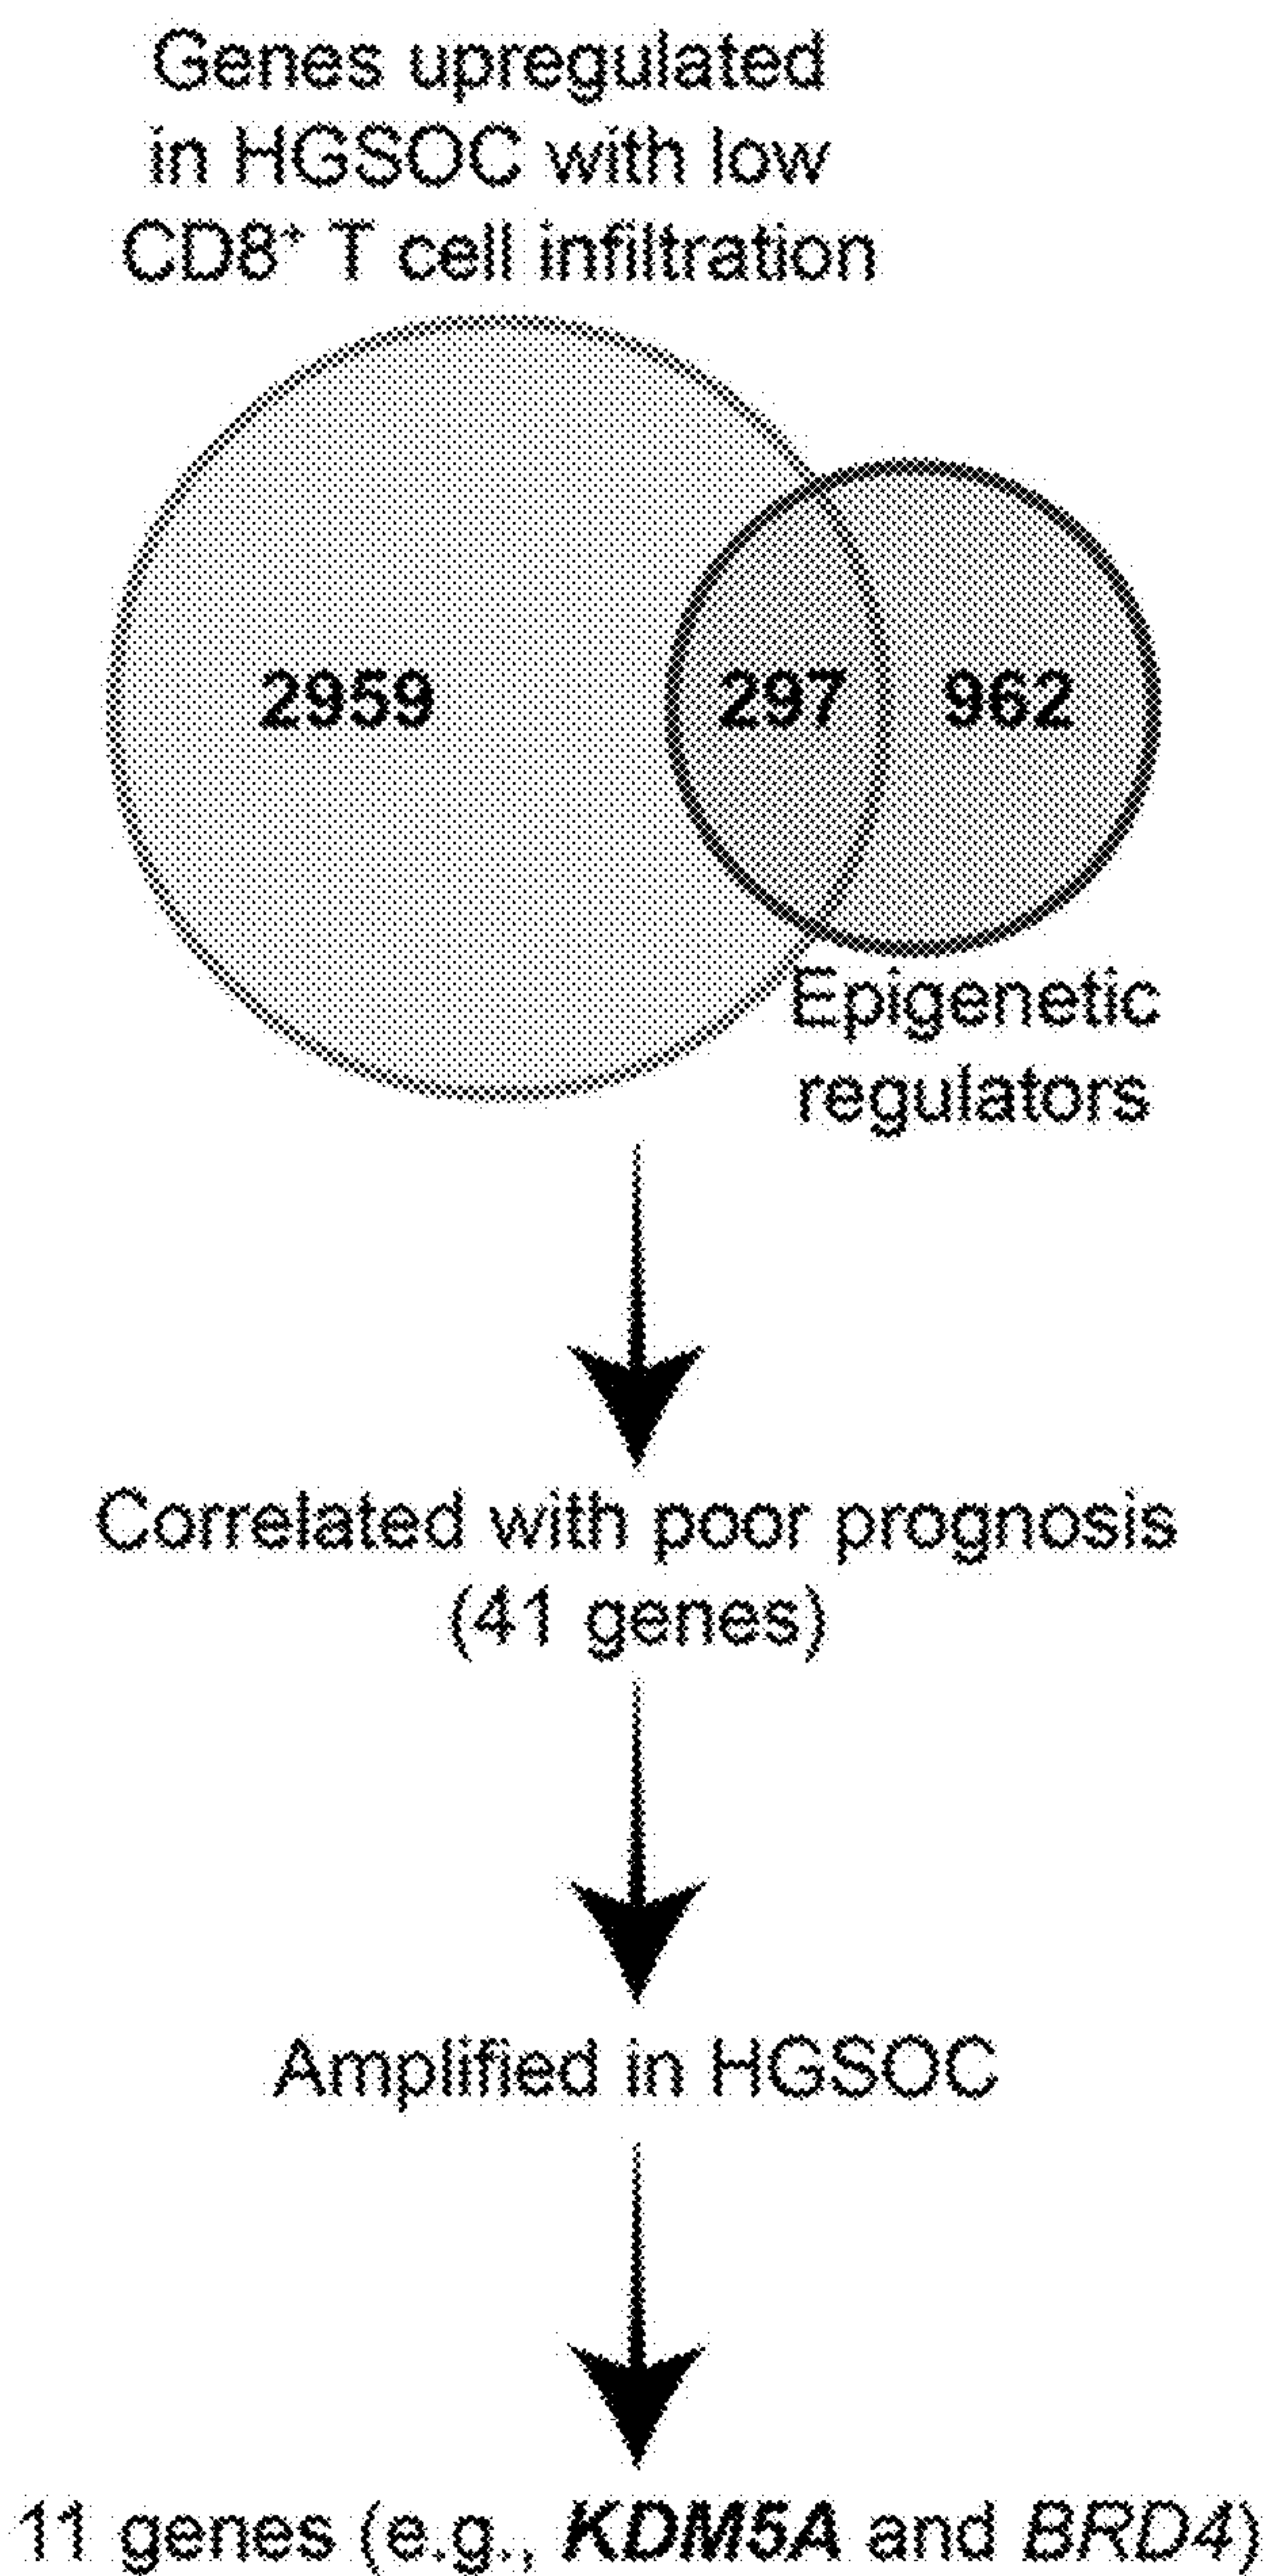 Genes upregulated
in HGSOC with low
CD8⁺ T cell infiltration
2959 297 962
Epigenetic
regulators
Correlated with poor prognosis
(41 genes)
Amplified in HGSOC
11 genes (e.g., KDM5A and BRD4)